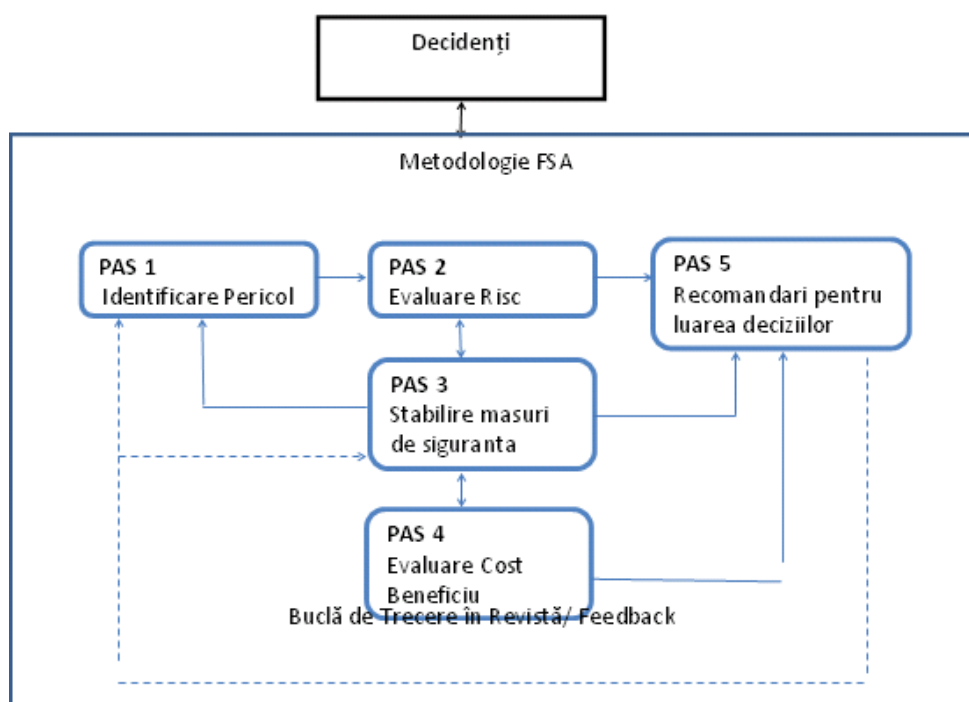 Decidenți
Metodologie FSA
PAS 1
Identificare Pericol
PAS 2
Evaluare Risc
PAS 5
Recomandari pentru
luarea deciziilor
PAS 3
Stabilire masuri
de siguranta
PAS 4
Evaluare Cost
Beneficiu
Buclă de Trecere în Revistă/ Feedback